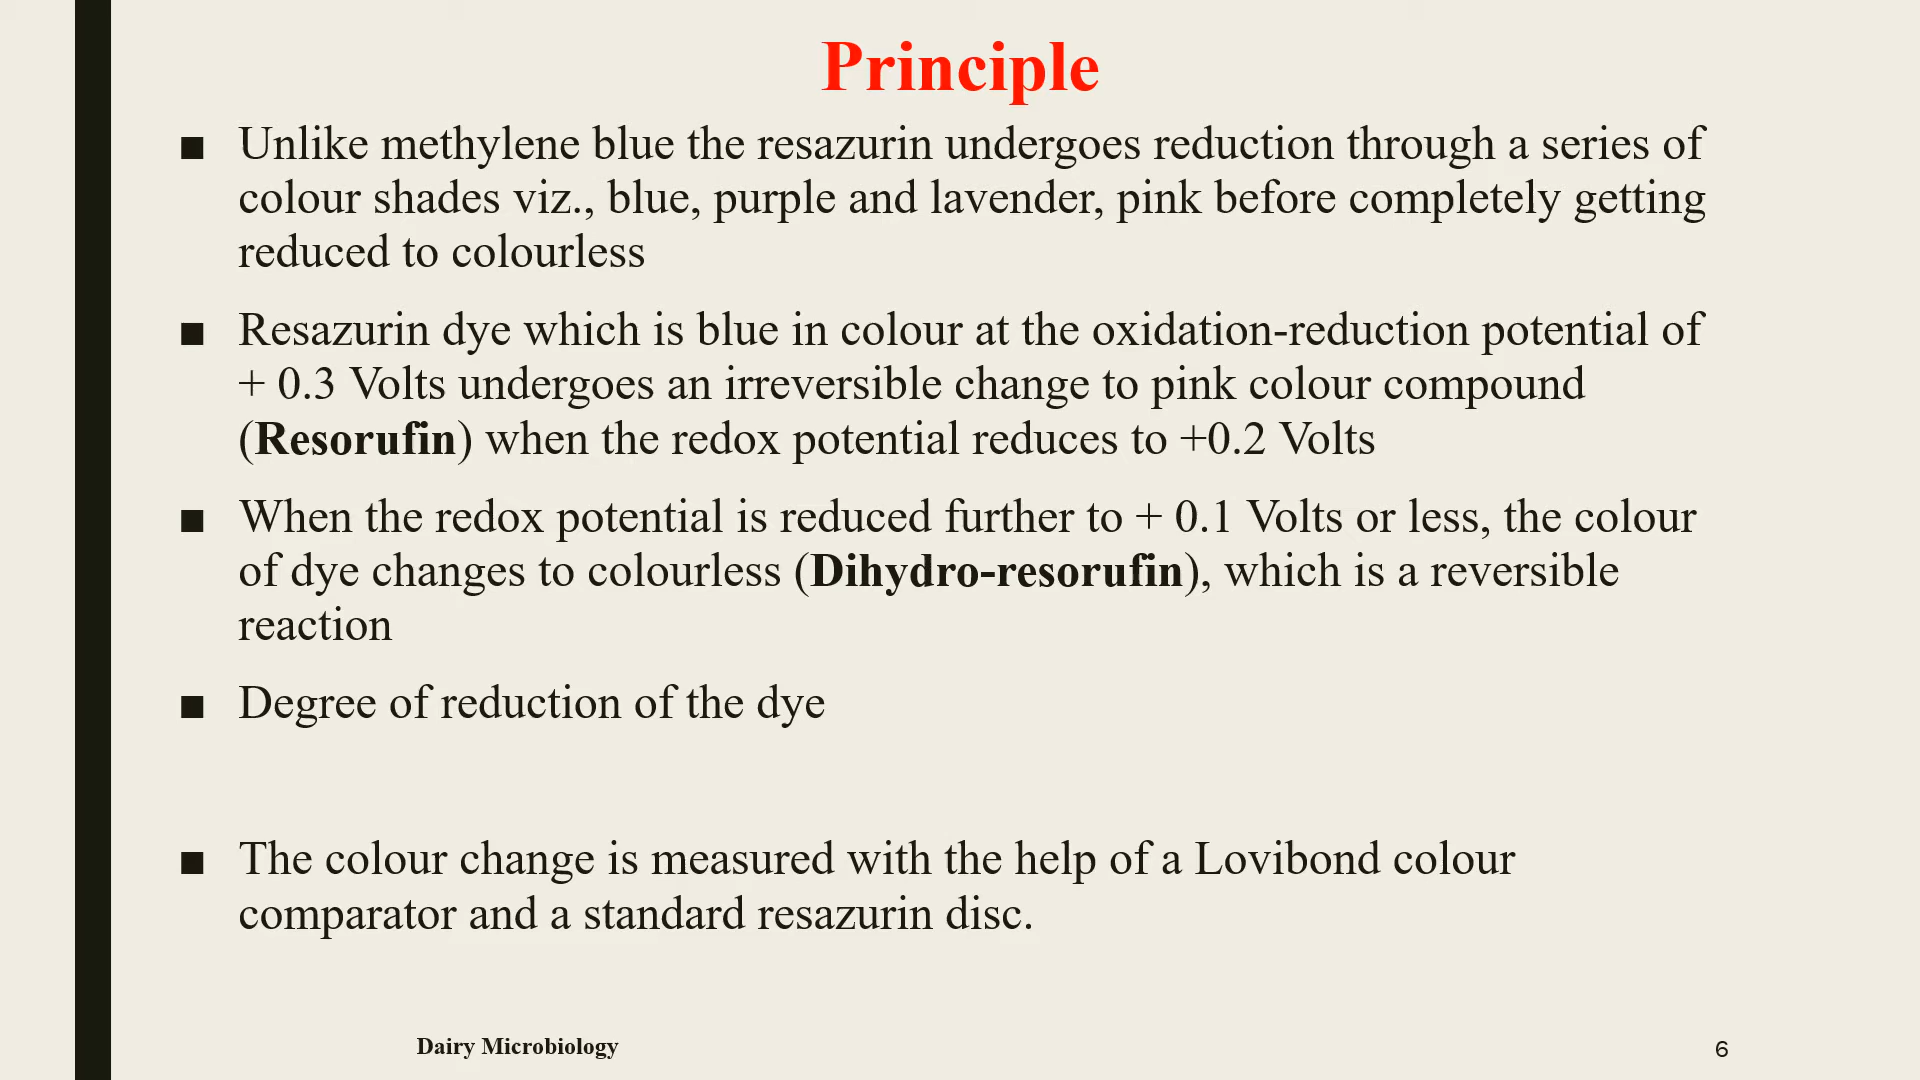 Principle
■ Unlike methylene blue the resazurin undergoes reduction through a series of
colour shades viz., blue, purple and lavender, pink before completely getting
reduced to colourless
■ Resazurin dye which is blue in colour at the oxidation-reduction potential of
+ 0.3 Volts undergoes an irreversible change to pink colour compound
(Resorufin) when the redox potential reduces to +0.2 Volts
■ When the redox potential is reduced further to + 0.1 Volts or less, the colour
of dye changes to colourless (Dihydro-resorufin), which is a reversible
reaction
■ Degree of reduction of the dye
■ The colour change is measured with the help of a Lovibond colour
comparator and a standard resazurin disc.
Dairy Microbiology
6